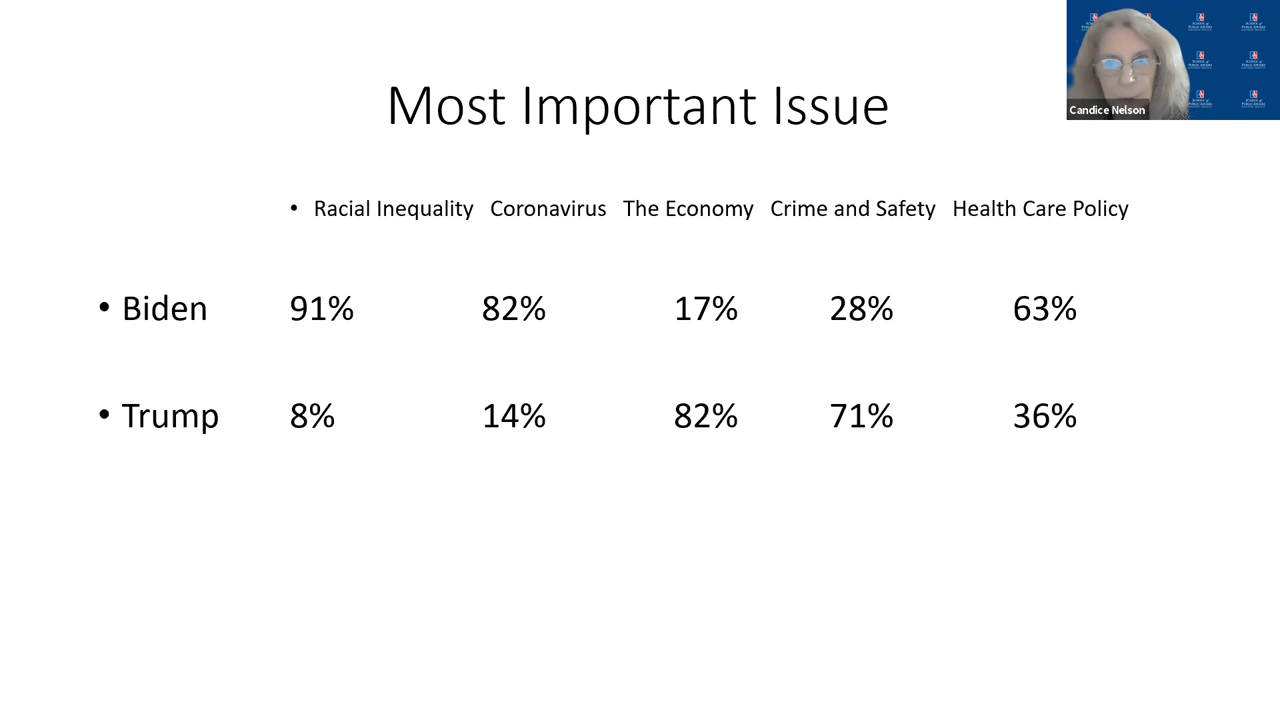 Most Important Issue
Candice Nelson
• Racial Inequality Coronavirus The Economy Crime and Safety Health Care Policy
• Biden 91% 82% 17% 28% 63%
• Trump 8% 14% 82% 71% 36%